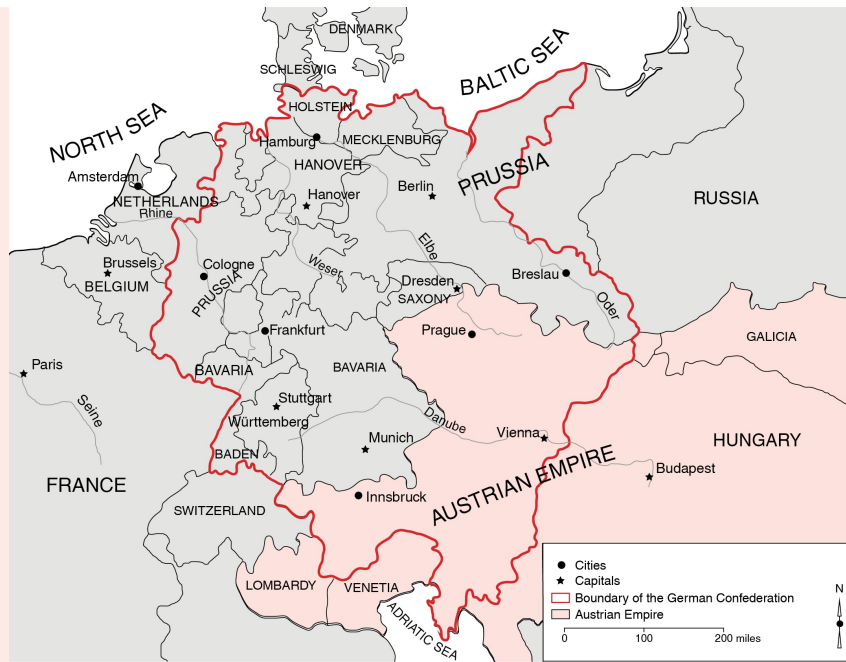 DENMARK
SCHLESWIG
BALTIC SEA
HOLSTEIN
NORTH SEA
Hamburg
MECKLENBURG
HANOVER
PRUSSIA
Amsterdam
NETHERLANDS
Rhine
Hanover
Berlin
RUSSIA
Brussels
BELGIUM
Cologne
PRUSSIA
Weser
Elbe
Dresden
SAXONY
Breslau
Oder
Frankfurt
Prague
GALICIA
Paris
BAVARIA
BAVARIA
Seine
Stuttgart
Württemberg
Danube
Munich
Vienna
HUNGARY
BADEN
Budapest
FRANCE
Innsbruck
AUSTRIAN EMPIRE
SWITZERLAND
LOMBARDY
VENETIA
ADRIATIC SEA
Cities
Capitals
Boundary of the German Confederation
Austrian Empire
0 100 200 miles
N